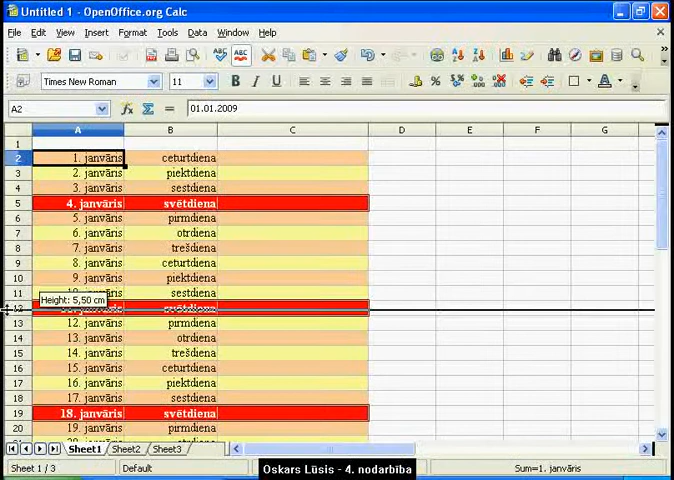 Untitled 1 - OpenOffice.org Calc
File Edit View Insert Format Tools Data Window Help
Times New Roman 11
A2 01.01.2009
A B C D E F G
1
2 1. janvāris ceturtdiena
3 2. janvāris piektdiena
4 3. janvāris sestdiena
5 4. janvāris svētdiena
6 5. janvāris pirmdiena
7 6. janvāris otrdiena
8 7. janvāris trešdiena
9 8. janvāris ceturtdiena
10 9. janvāris piektdiena
11 sestdiena
Height: 5,50 cm
12 svētdiena
13 12. janvāris pirmdiena
14 13. janvāris otrdiena
15 14. janvāris trešdiena
16 15. janvāris ceturtdiena
17 16. janvāris piektdiena
18 17. janvāris sestdiena
19 18. janvāris svētdiena
20 19. janvāris pirmdiena
Sheet1 Sheet2 Sheet3
Sheet 1 / 3 Default Oskars Lūsis - 4. nodarbība Sum=1. janvāris